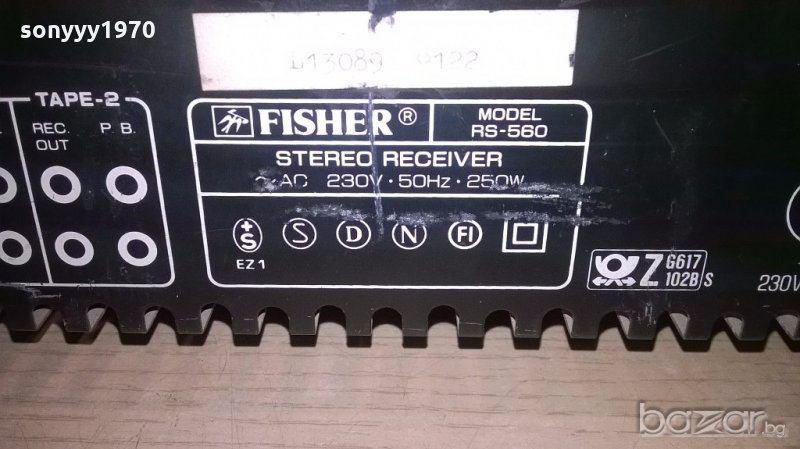 sonyyy1970
L13089 9122
TAPE-2
REC. OUT
P. B.
FISHER®
MODEL
RS-560
STEREO RECEIVER
AC 230V • 50Hz • 250W
+S S D N FI
EZ 1
Z G617
102B S
230V
bazar.bg